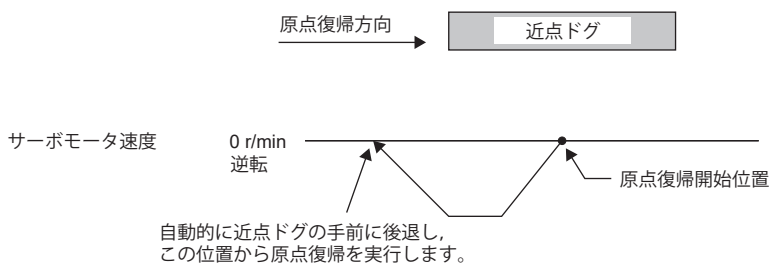 原点復帰方向
近点ドグ
サーボモータ速度
0 r/min
逆転
原点復帰開始位置
自動的に近点ドグの手前に後退し,
この位置から原点復帰を実行します。